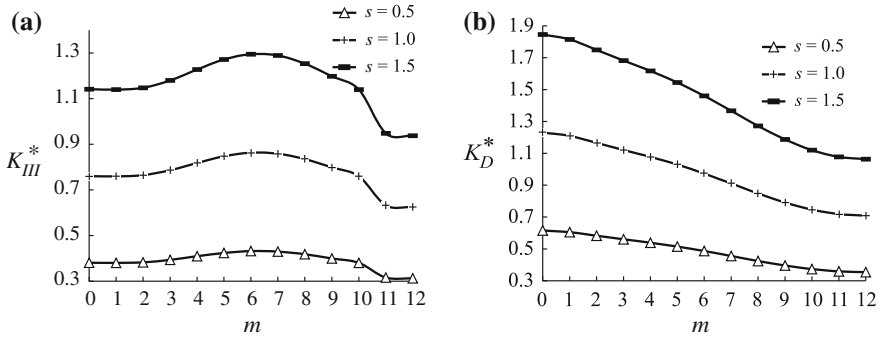 (a)
s = 0.5
s = 1.0
s = 1.5
1.3
1.1
0.9
0.7
0.5
0.3
K_{III}^*
0 1 2 3 4 5 6 7 8 9 10 11 12
m
(b)
s = 0.5
s = 1.0
s = 1.5
1.9
1.7
1.5
1.3
1.1
0.9
0.7
0.5
0.3
K_D^*
0 1 2 3 4 5 6 7 8 9 10 11 12
m